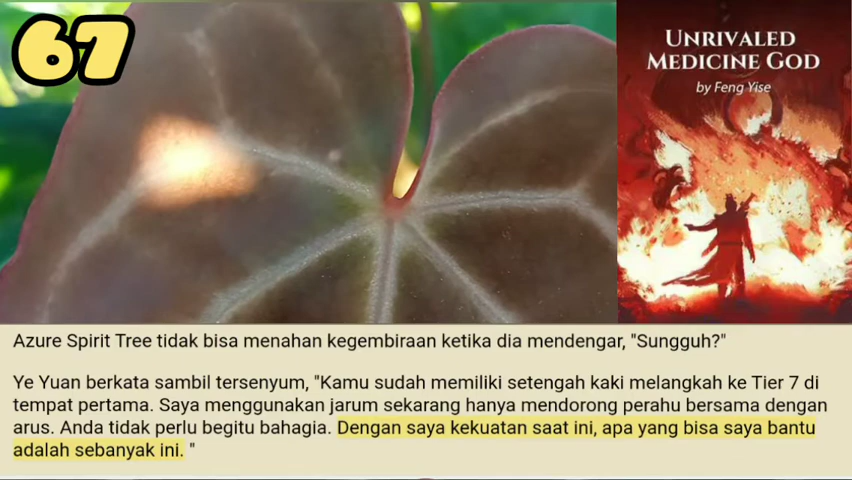 67
UNRIVALED
MEDICINE GOD
by Feng Yise
Azure Spirit Tree tidak bisa menahan kegembiraan ketika dia mendengar, "Sungguh?"
Ye Yuan berkata sambil tersenyum, "Kamu sudah memiliki setengah kaki melangkah ke Tier 7 di
tempat pertama. Saya menggunakan jarum sekarang hanya mendorong perahu bersama dengan
arus. Anda tidak perlu begitu bahagia. Dengan saya kekuatan saat ini, apa yang bisa saya bantu
adalah sebanyak ini. "